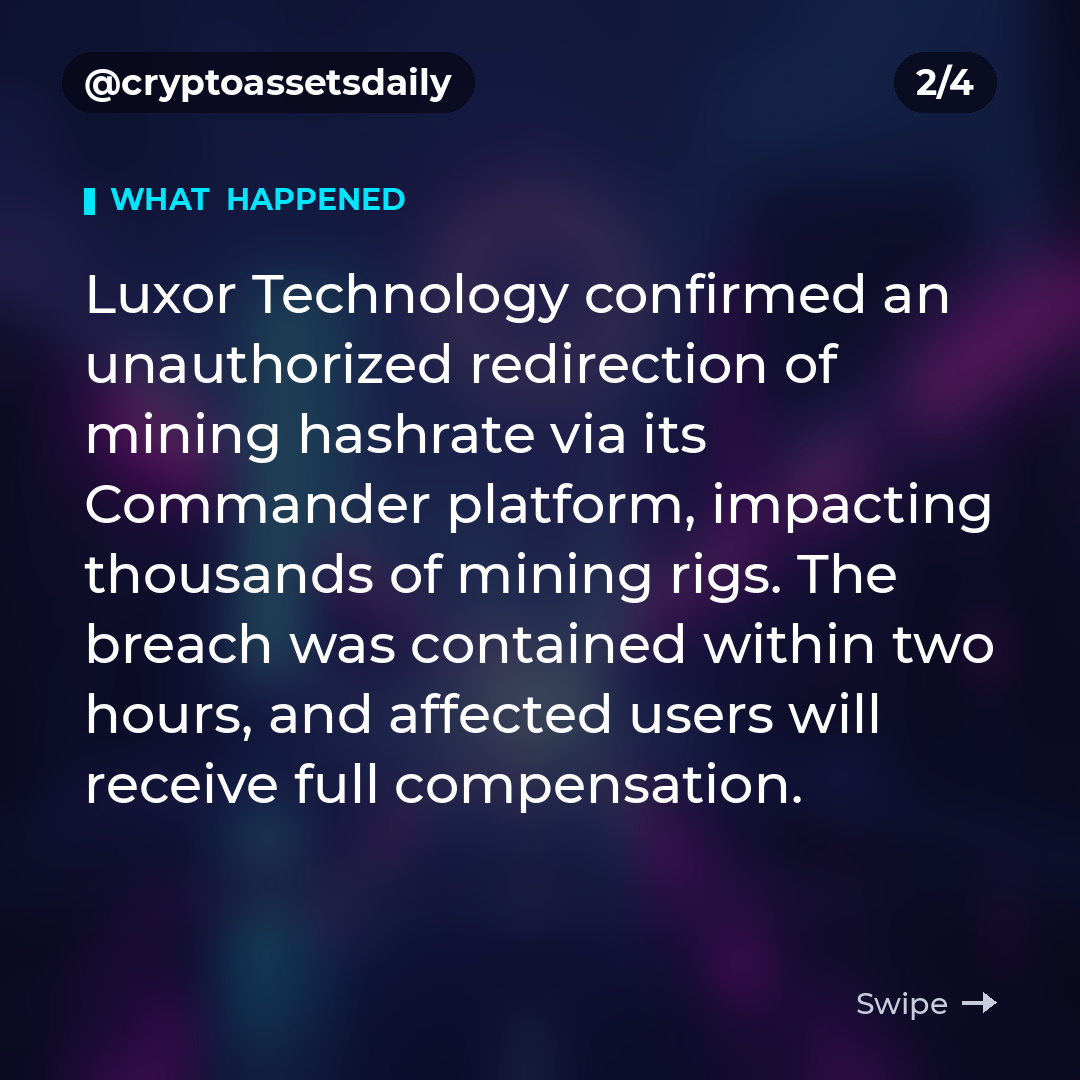 @cryptoassetsdaily
2/4
WHAT HAPPENED
Luxor Technology confirmed an
unauthorized redirection of
mining hashrate via its
Commander platform, impacting
thousands of mining rigs. The
breach was contained within two
hours, and affected users will
receive full compensation.
Swipe